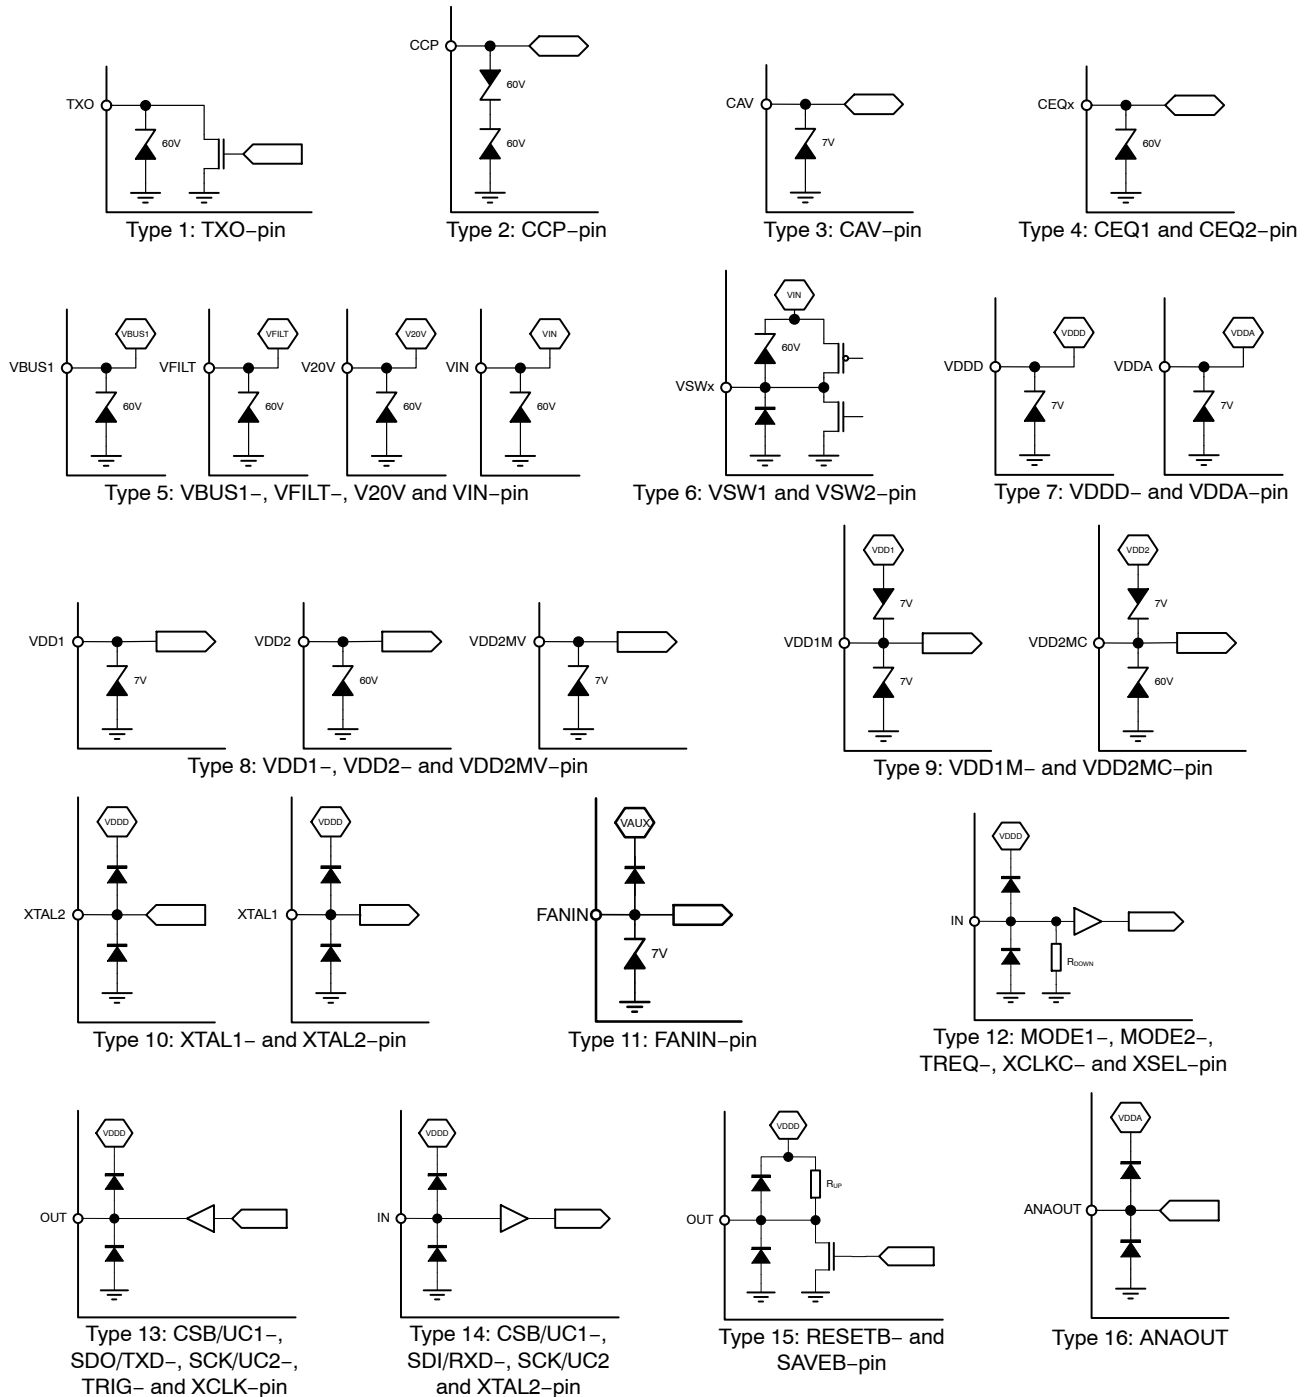 TXO
60V
Type 1: TXO–pin
CCP
60V
60V
Type 2: CCP–pin
CAV
7V
Type 3: CAV–pin
CEQx
60V
Type 4: CEQ1 and CEQ2–pin
VBUS1
VBUS1
60V
VFILT
VFILT
60V
V20V
V20V
60V
VIN
VIN
60V
Type 5: VBUS1–, VFILT–, V20V and VIN–pin
VIN
60V
VSWx
Type 6: VSW1 and VSW2–pin
VDDD
VDDD
7V
VDDA
VDDA
7V
Type 7: VDDD– and VDDA–pin
VDD1
7V
VDD2
60V
VDD2MV
7V
Type 8: VDD1–, VDD2– and VDD2MV–pin
VDD1
7V
VDD1M
7V
VDD2
7V
VDD2MC
60V
Type 9: VDD1M– and VDD2MC–pin
VDDD
XTAL2
VDDD
XTAL1
Type 10: XTAL1– and XTAL2–pin
VAUX
FANIN
7V
Type 11: FANIN–pin
VDDD
IN
RDOWN
Type 12: MODE1–, MODE2–,
TREQ–, XCLKC– and XSEL–pin
VDDD
OUT
Type 13: CSB/UC1–,
SDO/TXD–, SCK/UC2–,
TRIG– and XCLK–pin
VDDD
IN
Type 14: CSB/UC1–,
SDI/RXD–, SCK/UC2
and XTAL2–pin
VDDD
RUP
OUT
Type 15: RESETB– and
SAVEB–pin
VDDA
ANAOUT
Type 16: ANAOUT